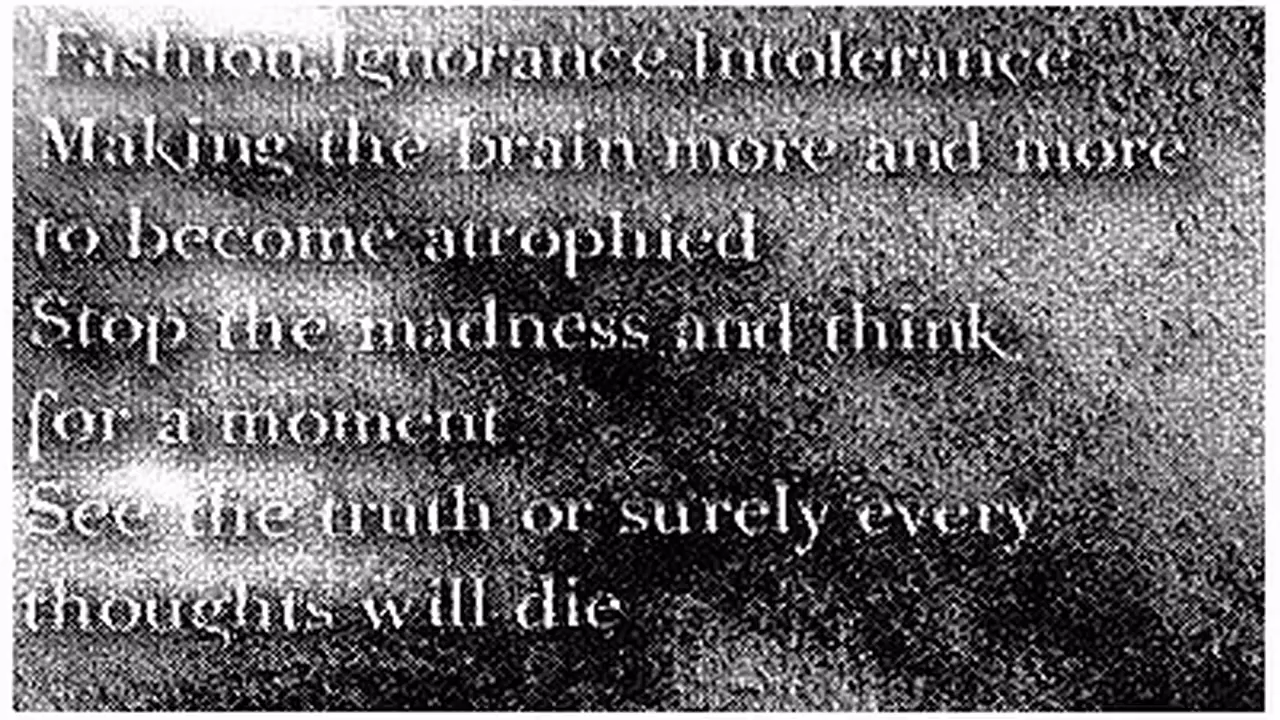 Fashion,Ignorance,Intolerance
Making the brain more and more
to become atrophied
Stop the madness and think
for a moment
See the truth or surely every
thoughts will die